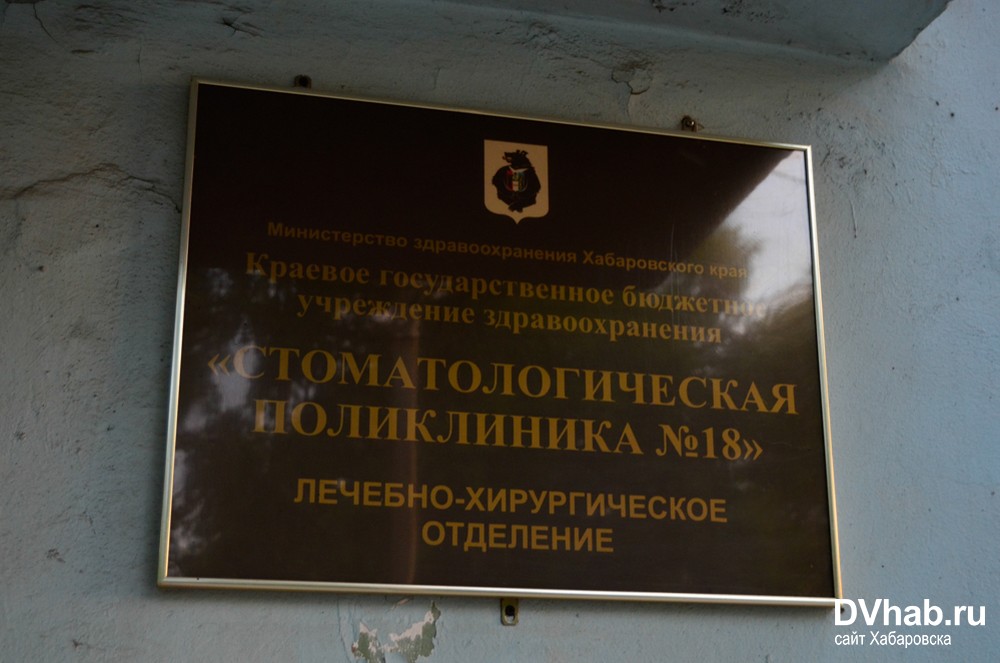 Министерство здравоохранения Хабаровского края
Краевое государственное бюджетное
учреждение здравоохранения
«СТОМАТОЛОГИЧЕСКАЯ
ПОЛИКЛИНИКА №18»
ЛЕЧЕБНО-ХИРУРГИЧЕСКОЕ
ОТДЕЛЕНИЕ
DVhab.ru
сайт Хабаровска